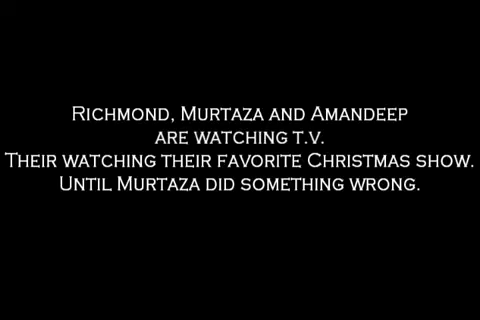 Richmond, Murtaza and Amandeep
are watching t.v.
Their watching their favorite Christmas show.
Until Murtaza did something wrong.